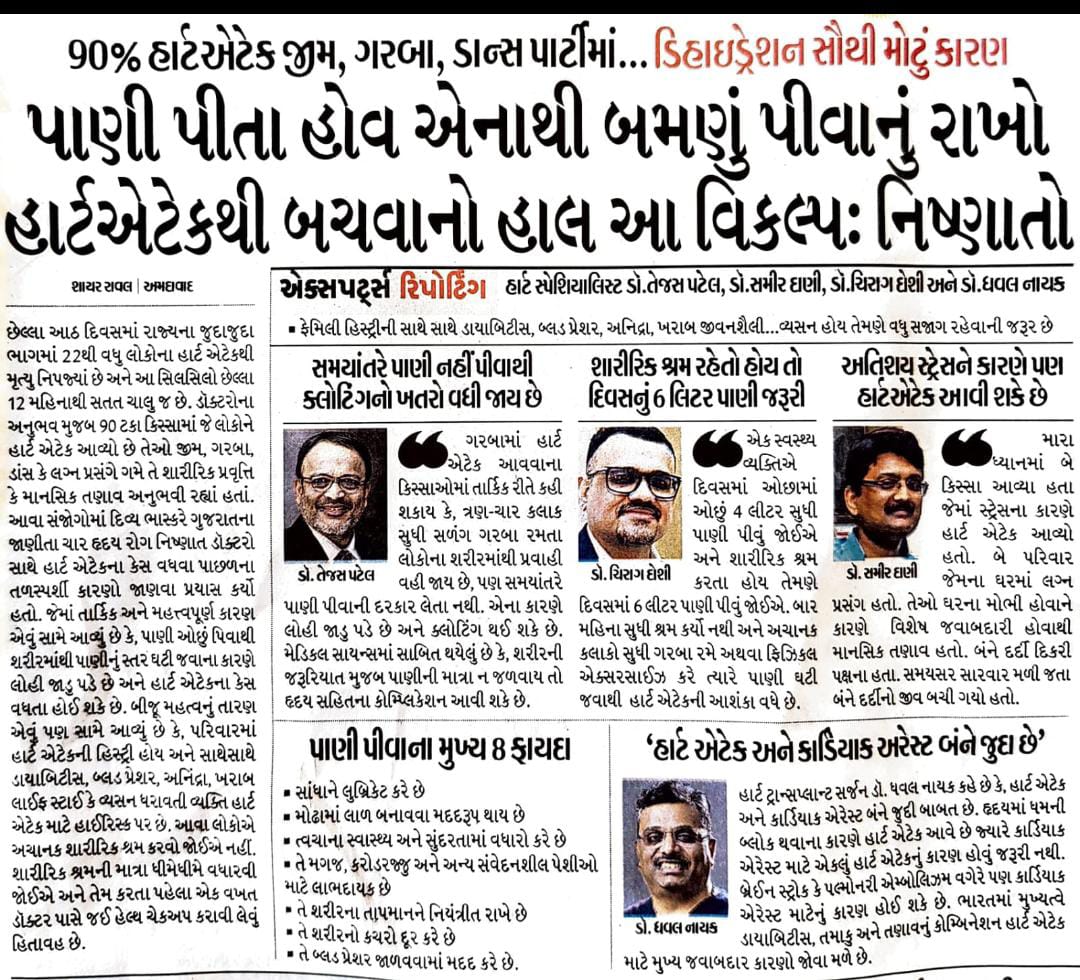 90% હાર્ટએટેક જીમ, ગરબા, ડાન્સ પાર્ટીમાં... ડિહાઇડ્રેશન સૌથી મોટું કારણ
પાણી પીતા હોવ એનાથી બમણું પીવાનું રાખો
હાર્ટએટેકથી બચવાનો હાલ આ વિકલ્પઃ નિષ્ણાતો
શાયર રાવલ | અમદાવાદ
છેલ્લા આઠ દિવસમાં રાજ્યના જુદાજુદા
ભાગમાં 22થી વધુ લોકોના હાર્ટ એટેકથી
મૃત્યુ નિપજ્યાં છે અને આ સિલસિલો છેલ્લા
12 મહિનાથી સતત ચાલુ જ છે. ડૉક્ટરોના
અનુભવ મુજબ 90 ટકા કિસ્સામાં જે લોકોને
હાર્ટ એટેક આવ્યો છે તેઓ જીમ, ગરબા,
ડાંસ કે લગ્ન પ્રસંગે ગમે તે શારીરિક પ્રવૃત્તિ
કે માનસિક તણાવ અનુભવી રહ્યાં હતાં.
આવા સંજોગોમાં દિવ્ય ભાસ્કરે ગુજરાતના
જાણીતા ચાર હૃદય રોગ નિષ્ણાત ડૉક્ટરો
સાથે હાર્ટ એટેકના કેસ વધવા પાછળના
તળસ્પર્શી કારણો જાણવા પ્રયાસ કર્યો
હતો. જેમાં તાર્કિક અને મહત્વપૂર્ણ કારણ
એવું સામે આવ્યું છે કે, પાણી ઓછું પિવાથી
શરીરમાંથી પાણીનું સ્તર ઘટી જવાના કારણે
લોહી જાડુ પડે છે અને હાર્ટ એટેકના કેસ
વધતા હોઈ શકે છે. બીજૂ મહત્વનું તારણ
એવું પણ સામે આવ્યું છે કે, પરિવારમાં
હાર્ટ એટેકની હિસ્ટ્રી હોય અને સાથેસાથે
ડાયાબિટીસ, બ્લડ પ્રેશર, અનિંદ્રા, ખરાબ
લાઈફ સ્ટાઈ કે વ્યસન ધરાવતી વ્યક્તિ હાર્ટ
એટેક માટે હાઈરિસ્ક પર છે. આવા લોકોએ
અચાનક શારીરિક શ્રમ કરવો જોઈએ નહીં.
શારીરિક શ્રમની માત્રા ધીમેધીમે વધારવી
જોઈએ અને તેમ કરતા પહેલા એક વખત
ડૉક્ટર પાસે જઈ હેલ્થ ચેકઅપ કરાવી લેવું
હિતાવહ છે.
એક્સપર્ટ્સ રિપોર્ટિંગ હાર્ટ સ્પેશિયાલિસ્ટ ડૉ.તેજસ પટેલ, ડૉ.સમીર દાણી, ડૉ.ચિરાગ દોશી અને ડૉ.ધવલ નાયક
▪ ફેમિલી હિસ્ટ્રીની સાથે સાથે ડાયાબિટીસ, બ્લડ પ્રેશર, અનિદ્રા, ખરાબ જીવનશૈલી...વ્યસન હોય તેમણે વધુ સજાગ રહેવાની જરૂર છે
સમયાંતરે પાણી નહીં પીવાથી
ક્લોટિંગનો ખતરો વધી જાય છે
ગરબામાં હાર્ટ
એટેક આવવાના
કિસ્સાઓમાં તાર્કિક રીતે કહી
શકાય કે, ત્રણ-ચાર કલાક
સુધી સળંગ ગરબા રમતા
લોકોના શરીરમાંથી પ્રવાહી
ડૉ. તેજસ પટેલ
વહી જાય છે, પણ સમયાંતરે
પાણી પીવાની દરકાર લેતા નથી. એના કારણે
લોહી જાડુ પડે છે અને ક્લોટિંગ થઈ શકે છે.
મેડિકલ સાયન્સમાં સાબિત થયેલું છે કે, શરીરની
જરૂરિયાત મુજબ પાણીની માત્રા ન જળવાય તો
હૃદય સહિતના કોમ્પ્લિકેશન આવી શકે છે.
શારીરિક શ્રમ રહેતો હોય તો
દિવસનું 6 લિટર પાણી જરૂરી
એક સ્વસ્થ
વ્યક્તિએ
દિવસમાં ઓછામાં
ઓછું 4 લીટર સુધી
પાણી પીવું જોઈએ
અને શારીરિક શ્રમ
ડૉ. ચિરાગ દોશી
કરતા હોય તેમણે
દિવસમાં 6 લીટર પાણી પીવું જોઈએ. બાર
મહિના સુધી શ્રમ કર્યો નથી અને અચાનક
કલાકો સુધી ગરબા રમે અથવા ફિઝિકલ
એક્સરસાઈઝ કરે ત્યારે પાણી ઘટી
જવાથી હાર્ટ એટેકની આશંકા વધે છે.
અતિશય સ્ટ્રેસને કારણે પણ
હાર્ટએટેક આવી શકે છે
મારા
ધ્યાનમાં બે
કિસ્સા આવ્યા હતા
જેમાં સ્ટ્રેસના કારણે
હાર્ટ એટેક આવ્યો
હતો. બે પરિવાર
ડૉ. સમીર દાણી
જેમના ઘરમાં લગ્ન
પ્રસંગ હતો. તેઓ ઘરના મોભી હોવાને
કારણે વિશેષ જવાબદારી હોવાથી
માનસિક તણાવ હતો. બંને દર્દી દિકરી
પક્ષના હતા. સમયસર સારવાર મળી જતા
બંને દર્દીનો જીવ બચી ગયો હતો.
પાણી પીવાના મુખ્ય 8 ફાયદા
▪ સાંધાને લુબ્રિકેટ કરે છે
▪ મોઢામાં લાળ બનાવવા મદદરૂપ થાય છે
▪ ત્વચાના સ્વાસ્થ્ય અને સુંદરતામાં વધારો કરે છે
▪ તે મગજ, કરોડરજ્જુ અને અન્ય સંવેદનશીલ પેશીઓ
માટે લાભદાયક છે
▪ તે શરીરના તાપમાનને નિયંત્રીત રાખે છે
▪ તે શરીરનો કચરો દૂર કરે છે
▪ તે બ્લડ પ્રેશર જાળવવામાં મદદ કરે છે.
‘હાર્ટ એટેક અને કાર્ડિયાક અરેસ્ટ બંને જુદા છે’
હાર્ટ ટ્રાન્સપ્લાન્ટ સર્જન ડૉ. ધવલ નાયક કહે છે કે, હાર્ટ એટેક
અને કાર્ડિયાક એરેસ્ટ બંને જુદી બાબત છે. હૃદયમાં ધમની
બ્લોક થવાના કારણે હાર્ટ એટેક આવે છે જ્યારે કાર્ડિયાક
એરેસ્ટ માટે એકલું હાર્ટ એટેકનું કારણ હોવું જરૂરી નથી.
બ્રેઈન સ્ટ્રોક કે પલ્મોનરી એમ્બોલિઝમ વગેરે પણ કાર્ડિયાક
એરેસ્ટ માટેનું કારણ હોઈ શકે છે. ભારતમાં મુખ્યત્વે
ડાયાબિટીસ, તમાકુ અને તણાવનું કોમ્બિનેશન હાર્ટ એટેક
ડૉ. ધવલ નાયક
માટે મુખ્ય જવાબદાર કારણો જોવા મળે છે.